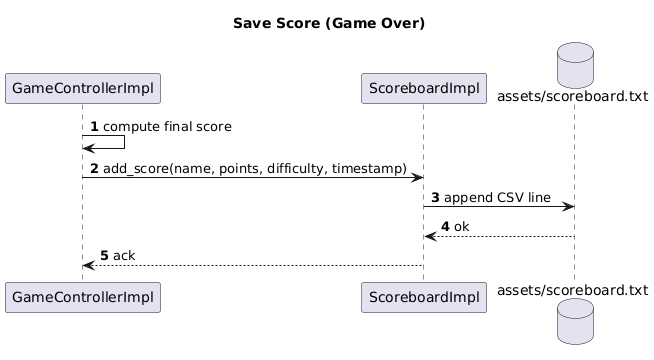 Save Score (Game Over)
GameControllerImpl
ScoreboardImpl
assets/scoreboard.txt
1 compute final score
2 add_score(name, points, difficulty, timestamp)
3 append CSV line
4 ok
5 ack
GameControllerImpl
ScoreboardImpl
assets/scoreboard.txt